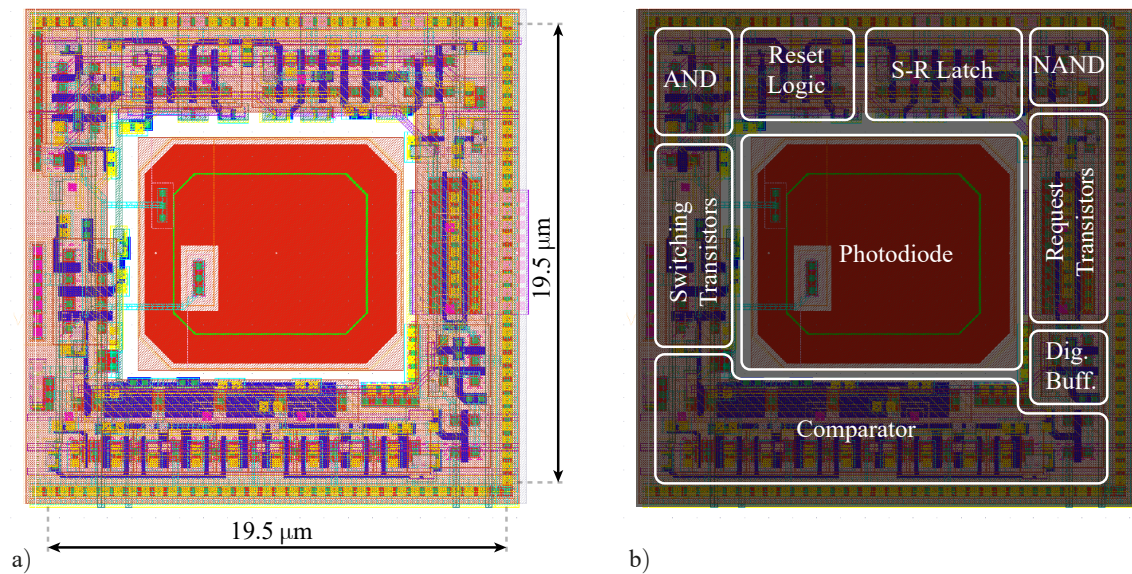 19.5 μm
19.5 μm
a)
AND
Reset
Logic
S-R Latch
NAND
Switching
Transistors
Photodiode
Request
Transistors
Dig.
Buff.
Comparator
b)